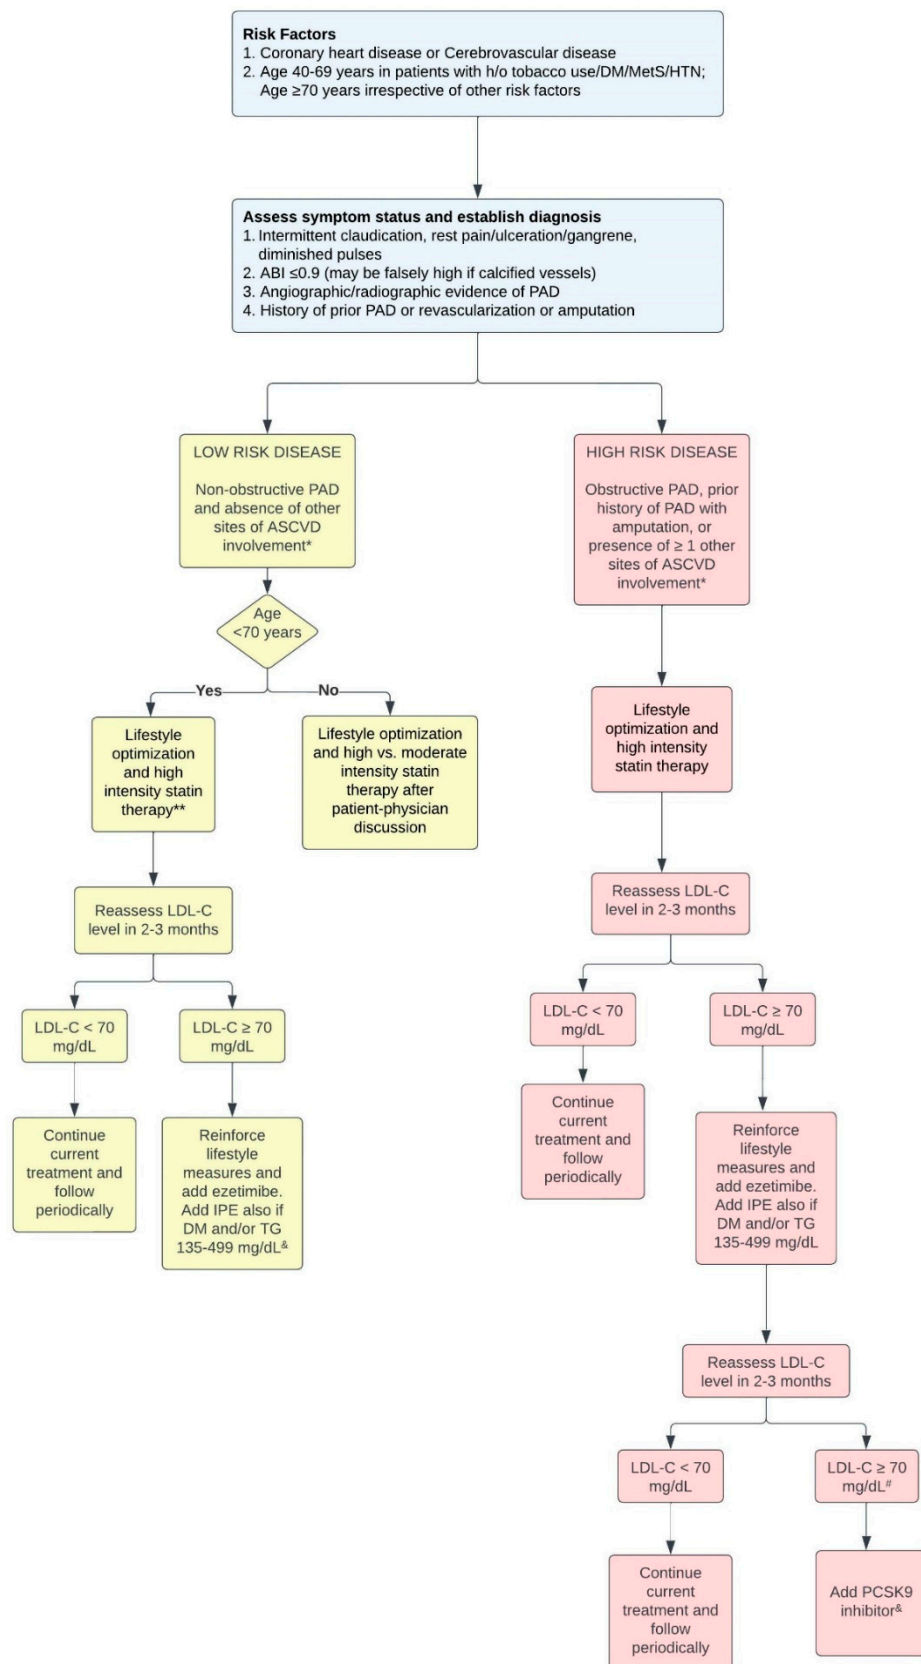 Risk Factors
1. Coronary heart disease or Cerebrovascular disease
2. Age 40-69 years in patients with h/o tobacco use/DM/MetS/HTN;
Age ≥70 years irrespective of other risk factors
Assess symptom status and establish diagnosis
1. Intermittent claudication, rest pain/ulceration/gangrene,
diminished pulses
2. ABI ≤0.9 (may be falsely high if calcified vessels)
3. Angiographic/radiographic evidence of PAD
4. History of prior PAD or revascularization or amputation
LOW RISK DISEASE
Non-obstructive PAD
and absence of other
sites of ASCVD
involvement*
HIGH RISK DISEASE
Obstructive PAD, prior
history of PAD with
amputation, or
presence of ≥ 1 other
sites of ASCVD
involvement*
Age
<70 years
Yes
No
Lifestyle
optimization
and high
intensity statin
therapy**
Lifestyle optimization
and high vs. moderate
intensity statin
therapy after
patient-physician
discussion
Lifestyle
optimization and
high intensity
statin therapy
Reassess LDL-C
level in 2-3 months
Reassess LDL-C
level in 2-3 months
LDL-C < 70
mg/dL
LDL-C ≥ 70
mg/dL
LDL-C < 70
mg/dL
LDL-C ≥ 70
mg/dL
Continue
current
treatment and
follow
periodically
Reinforce
lifestyle
measures and
add ezetimibe.
Add IPE also if
DM and/or TG
135-499 mg/dL&
Continue
current
treatment and
follow
periodically
Reinforce
lifestyle
measures and
add ezetimibe.
Add IPE also if
DM and/or TG
135-499 mg/dL
Reassess LDL-C
level in 2-3 months
LDL-C < 70
mg/dL
LDL-C ≥ 70
mg/dL#
Continue
current
treatment and
follow
periodically
Add PCSK9
inhibitor&